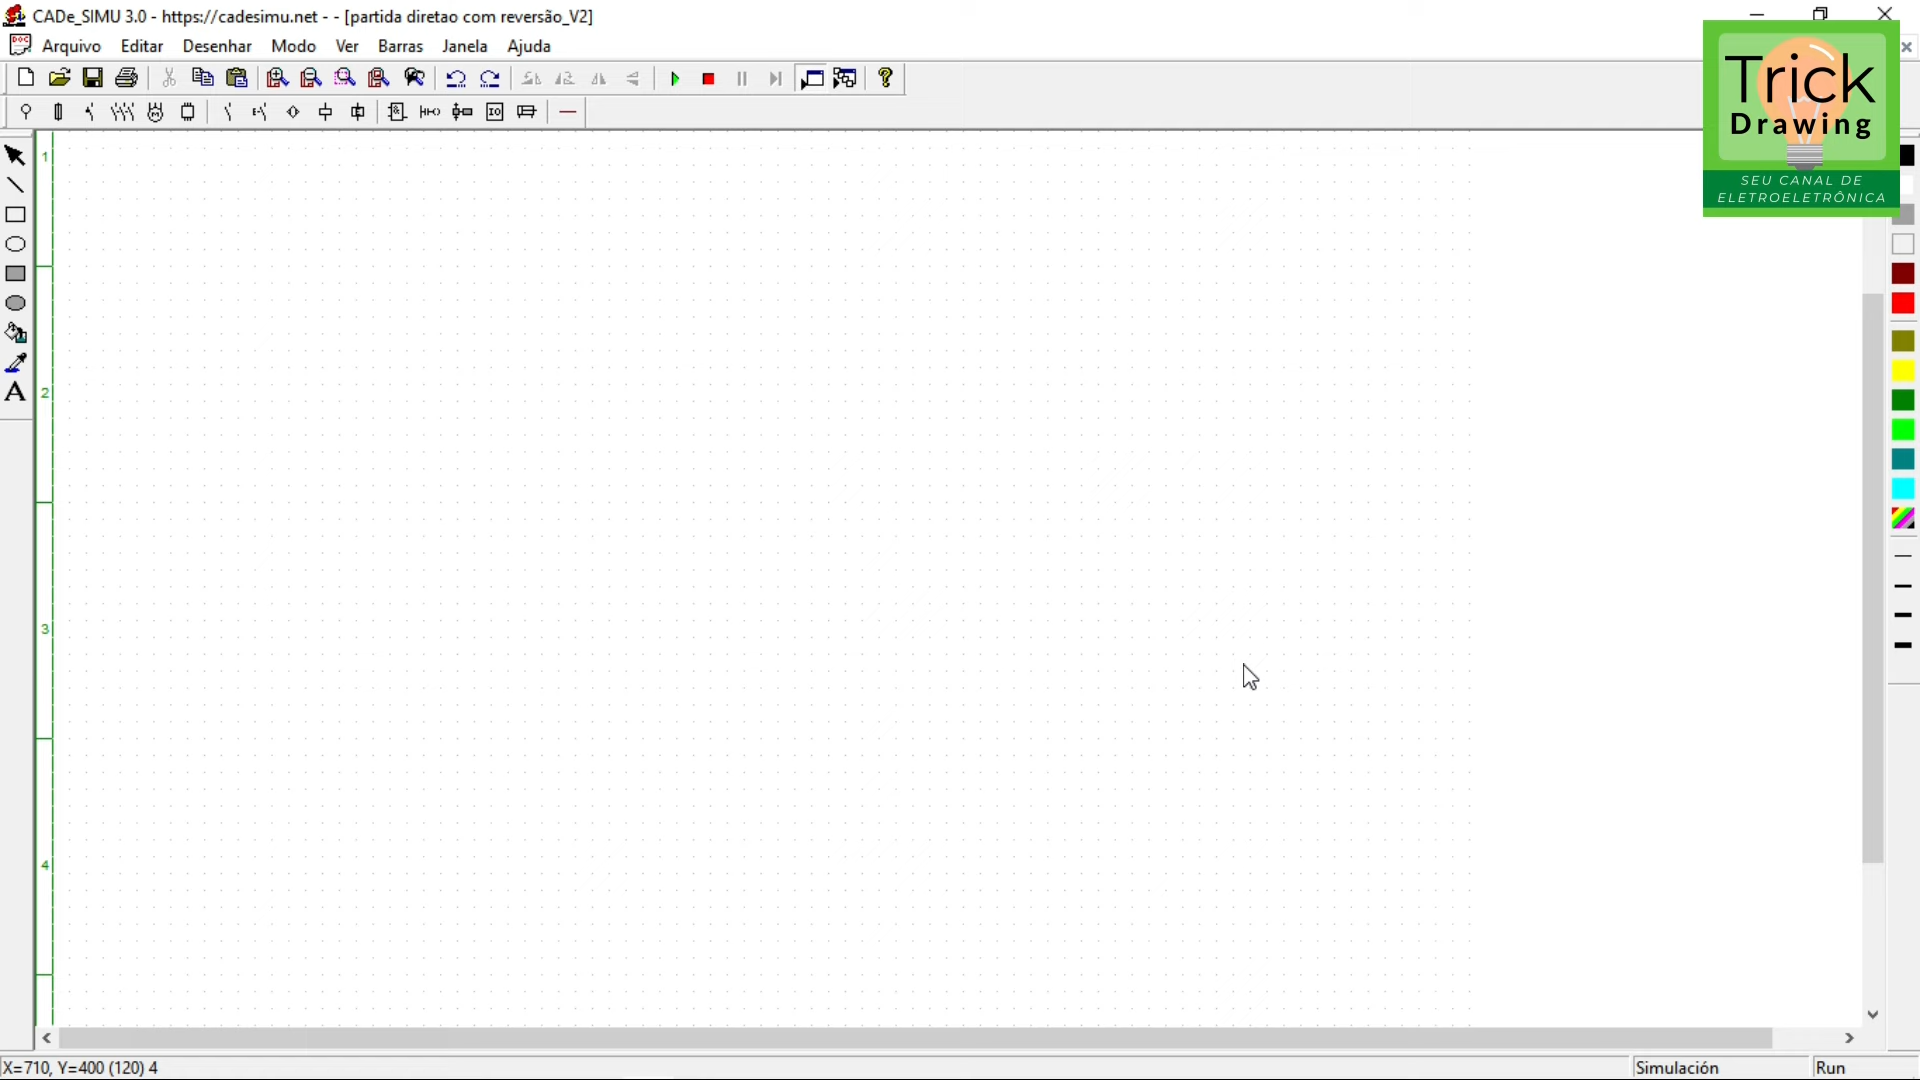 CADe_SIMU 3.0 - https://cadesimu.net - - [partida diretao com reversão_V2]
Arquivo Editar Desenhar Modo Ver Barras Janela Ajuda
Trick
Drawing
SEU CANAL DE
ELETROELETRÔNICA
A
1
2
3
4
X=710, Y=400 (120) 4
Simulación
Run